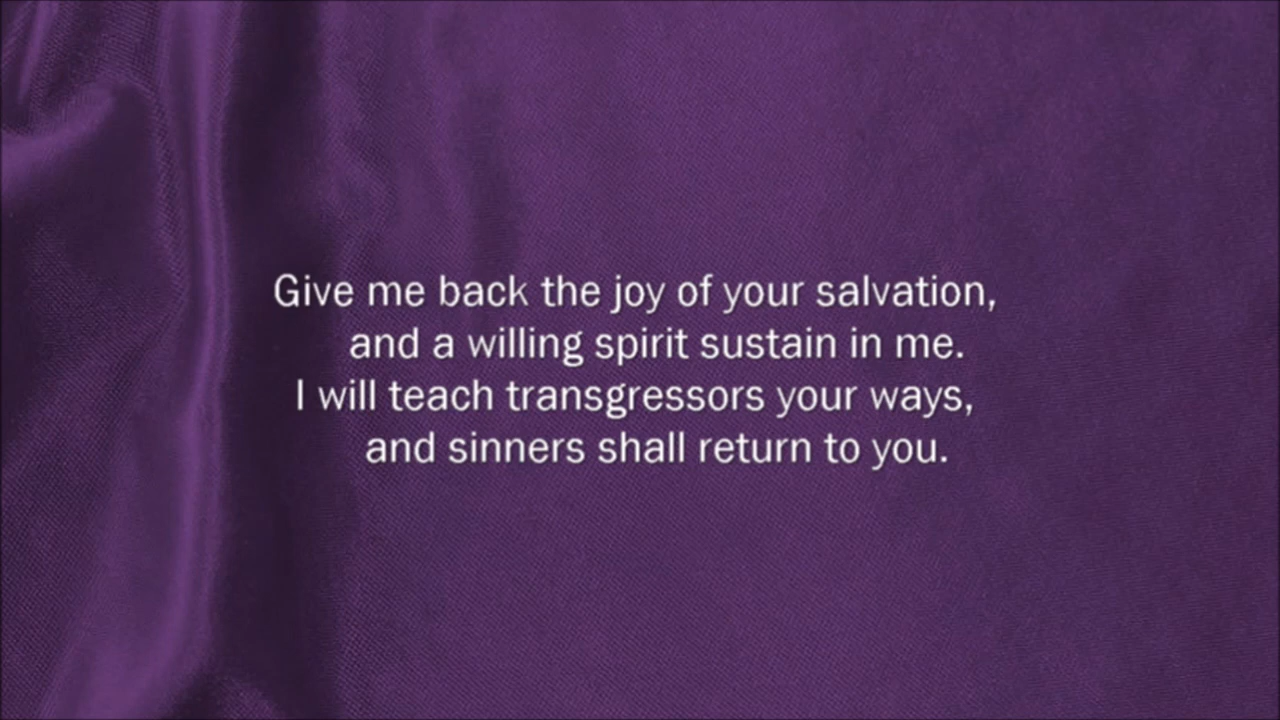 Give me back the joy of your salvation,
and a willing spirit sustain in me.
I will teach transgressors your ways,
and sinners shall return to you.